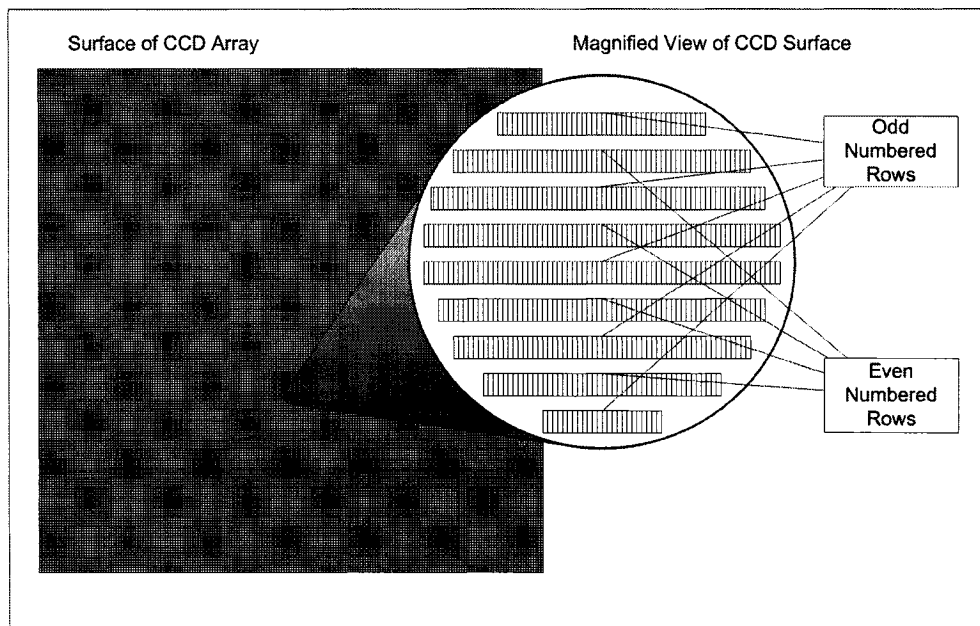 Surface of CCD Array
Magnified View of CCD Surface
Odd
Numbered
Rows
Even
Numbered
Rows